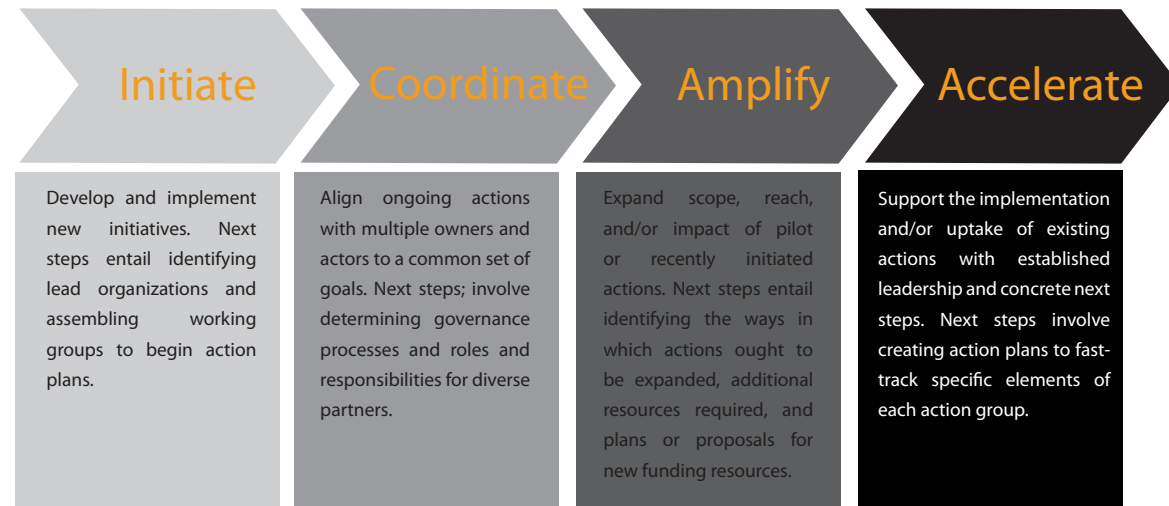 Initiate
Coordinate
Amplify
Accelerate
Develop and implement
new initiatives. Next
steps entail identifying
lead organizations and
assembling working
groups to begin action
plans.
Align ongoing actions
with multiple owners and
actors to a common set of
goals. Next steps; involve
determining governance
processes and roles and
responsibilities for diverse
partners.
Expand scope, reach,
and/or impact of pilot
or recently initiated
actions. Next steps entail
identifying the ways in
which actions ought to
be expanded, additional
resources required, and
plans or proposals for
new funding resources.
Support the implementation
and/or uptake of existing
actions with established
leadership and concrete next
steps. Next steps involve
creating action plans to fast-
track specific elements of
each action group.